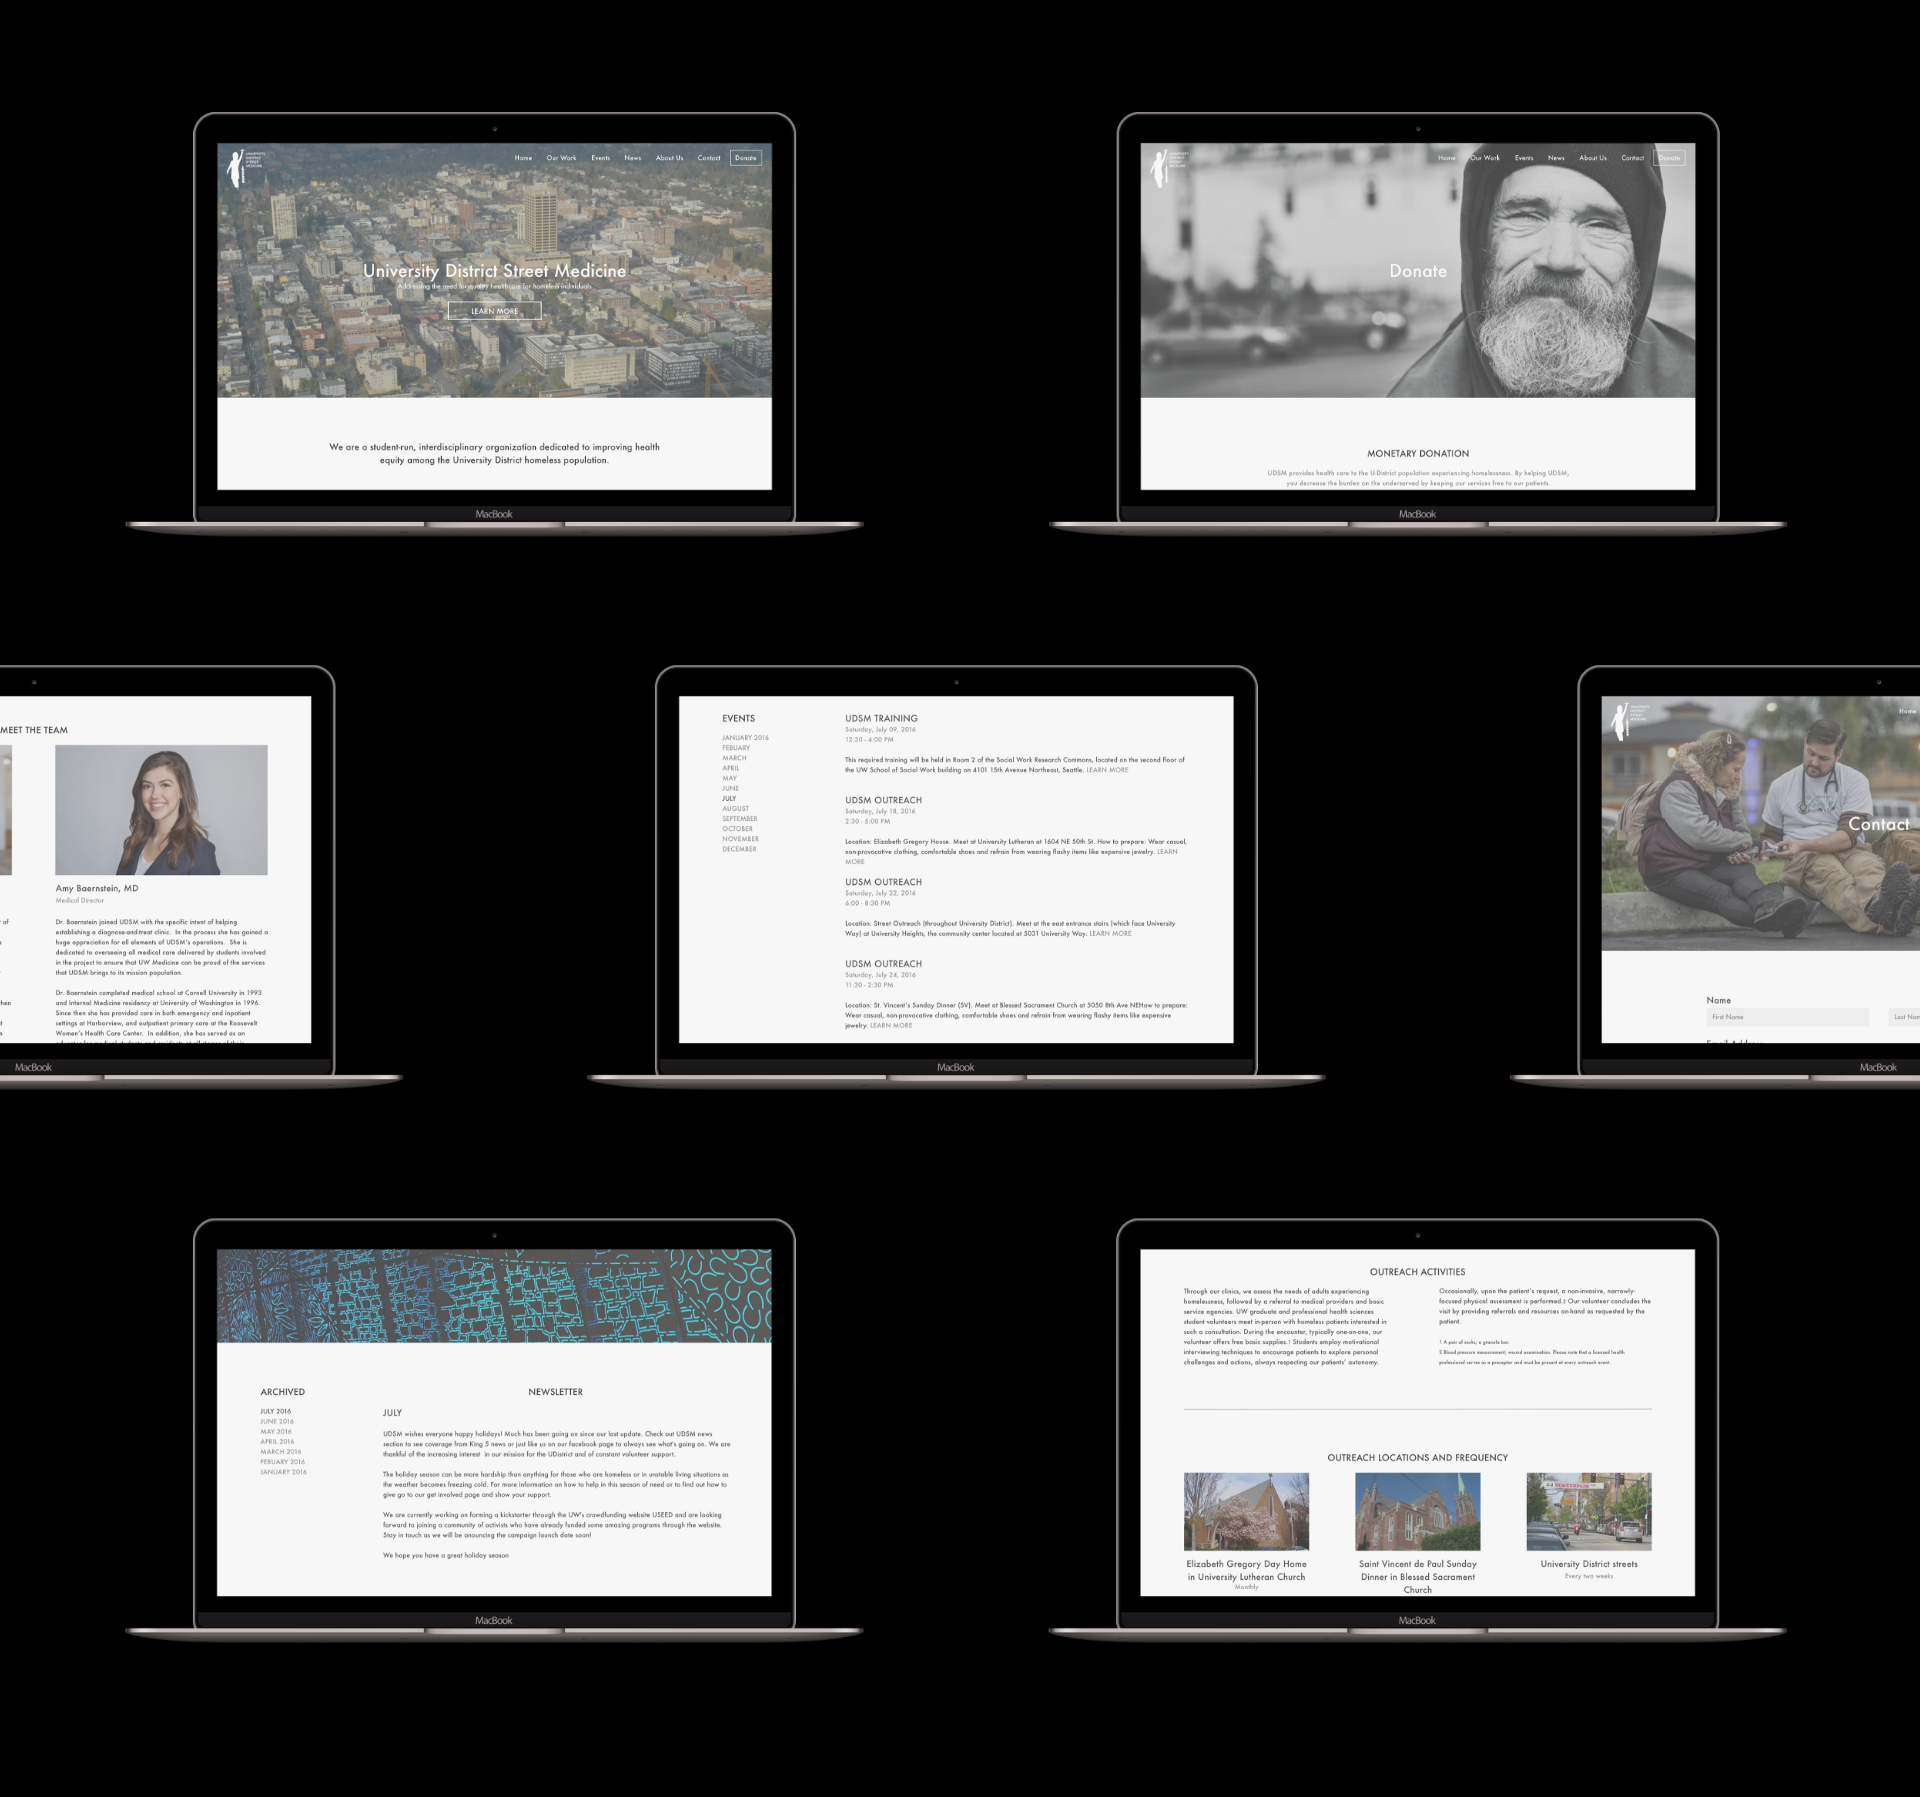 UNIVERSITY
DISTRICT
STREET
MEDICINE
Home Our Work Events News About Us Contact Donate
University District Street Medicine
Addressing the need for quality healthcare for homeless individuals
LEARN MORE
We are a student-run, interdisciplinary organization dedicated to improving health
equity among the University District homeless population.
MacBook
UNIVERSITY
DISTRICT
STREET
MEDICINE
Home Our Work Events News About Us Contact Donate
Donate
MONETARY DONATION
UDSM provides health care to the U-District population experiencing homelessness. By helping UDSM,
you decrease the burden on the underserved by keeping our services free to our patients.
MacBook
MEET THE TEAM
Amy Baernstein, MD
Medical Director
of
Dr. Baernstein joined UDSM with the specific intent of helping
establishing a diagnose-and-treat clinic. In the process she has gained a
huge appreciation for all elements of UDSM's operations. She is
dedicated to overseeing all medical care delivered by students involved
in the project to ensure that UW Medicine can be proud of the services
that UDSM brings to its mission population.
Dr. Baernstein completed medical school at Cornell University in 1993
and Internal Medicine residency at University of Washington in 1996.
Since then she has provided care in both emergency and inpatient
settings at Harborview, and outpatient primary care at the Roosevelt
Women's Health Care Center. In addition, she has served as an
MacBook
EVENTS
JANUARY 2016
FEBUARY
MARCH
APRIL
MAY
JUNE
JULY
AUGUST
SEPTEMBER
OCTOBER
NOVEMBER
DECEMBER
UDSM TRAINING
Saturday, July 09, 2016
12:30 - 4:00 PM
This required training will be held in Room 2 of the Social Work Research Commons, located on the second floor of
the UW School of Social Work building on 4101 15th Avenue Northeast, Seattle. LEARN MORE
UDSM OUTREACH
Saturday, July 18, 2016
2:30 - 5:00 PM
Location: Elizabeth Gregory House. Meet at University Lutheran at 1604 NE 50th St. How to prepare: Wear casual,
non-provocative clothing, comfortable shoes and refrain from wearing flashy items like expensive jewelry. LEARN
MORE
UDSM OUTREACH
Saturday, July 22, 2016
6:00 - 8:30 PM
Location: Street Outreach (throughout University District). Meet at the east entrance stairs (which face University
Way) at University Heights, the community center located at 5031 University Way. LEARN MORE
UDSM OUTREACH
Saturday, July 24, 2016
11:30 - 2:30 PM
Location: St. Vincent's Sunday Dinner (SV). Meet at Blessed Sacrament Church at 5050 8th Ave NEHow to prepare:
Wear casual, non-provocative clothing, comfortable shoes and refrain from wearing flashy items like expensive
jewelry. LEARN MORE
MacBook
UNIVERSITY
DISTRICT
STREET
MEDICINE
Home
Contact
Name
First Name Last Nam
Email Address
MacBook
ARCHIVED
JULY 2016
JUNE 2016
MAY 2016
APRIL 2016
MARCH 2016
FEBUARY 2016
JANUARY 2016
NEWSLETTER
JULY
UDSM wishes everyone happy holidays! Much has been going on since our last update. Check out UDSM news
section to see coverage from King 5 news or just like us on our facebook page to always see what's going on. We are
thankful of the increasing interest in our mission for the UDistrict and of constant volunteer support.
The holiday season can be more hardship than anything for those who are homeless or in unstable living situations as
the weather becomes freezing cold. For more information on how to help in this season of need or to find out how to
give go to our get involved page and show your support.
We are currently working on forming a kickstarter through the UW's crowdfunding website USEED and are looking
forward to joining a community of activists who have already funded some amazing programs through the website.
Stay in touch as we will be anouncing the campaign launch date soon!
We hope you have a great holiday season
MacBook
OUTREACH ACTIVITIES
Through our clinics, we assess the needs of adults experiencing
homelessness, followed by a referral to medical providers and basic
service agencies. UW graduate and professional health sciences
student volunteers meet in-person with homeless patients interested in
such a consultation. During the encounter, typically one-on-one, our
volunteer offers free basic supplies.1 Students employ motivational
interviewing techniques to encourage patients to explore personal
challenges and actions, always respecting our patients' autonomy.
Occasionally, upon the patient's request, a non-invasive, narrowly-
focused physical assessment is performed.2 Our volunteer concludes the
visit by providing referrals and resources on-hand as requested by the
patient.
1 A pair of socks; a granola bar.
2 Blood pressure measurement; wound examination. Please note that a licensed health
professional serves as a preceptor and must be present at every outreach event.
OUTREACH LOCATIONS AND FREQUENCY
Elizabeth Gregory Day Home
in University Lutheran Church
Monthly
Saint Vincent de Paul Sunday
Dinner in Blessed Sacrament
Church
University District streets
Every two weeks
MacBook